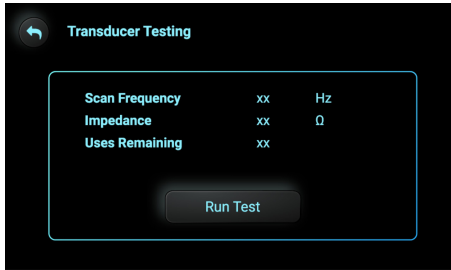 Transducer Testing
Scan Frequency xx Hz
Impedance xx Ω
Uses Remaining xx
Run Test